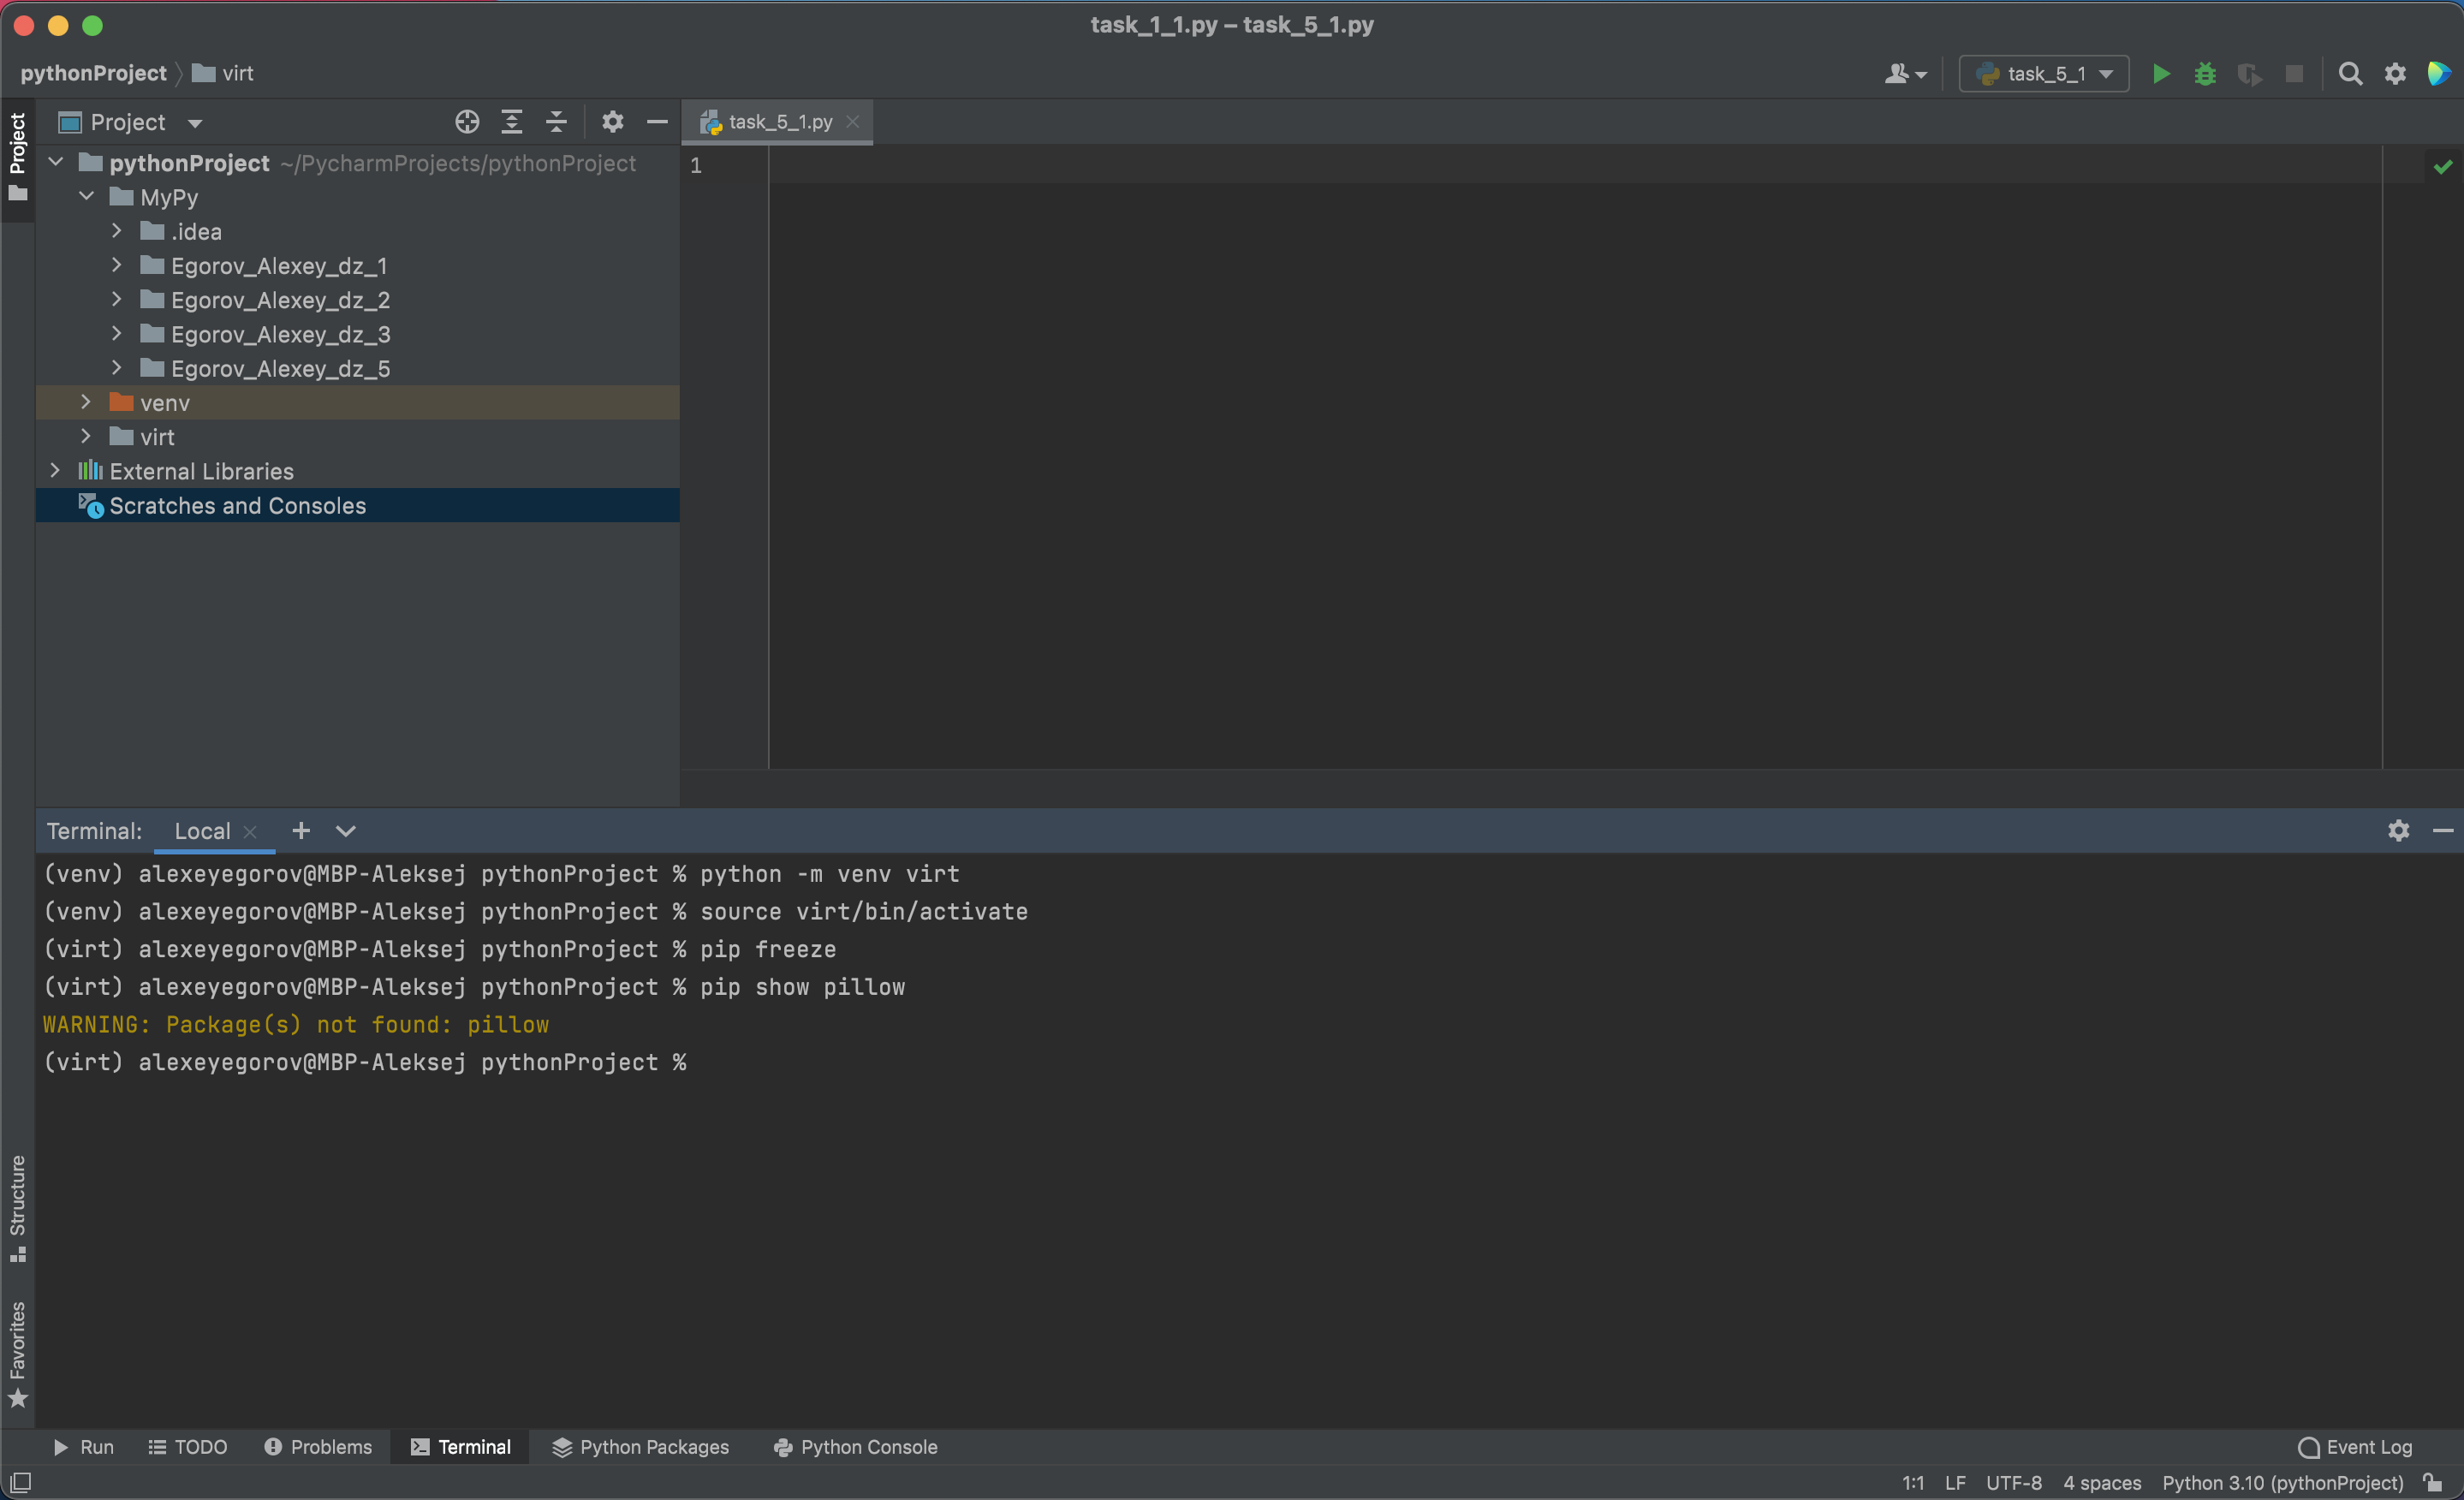 task_1_1.py – task_5_1.py
pythonProject virt
task_5_1
Project
Project
task_5_1.py
1
pythonProject ~/PycharmProjects/pythonProject
MyPy
.idea
Egorov_Alexey_dz_1
Egorov_Alexey_dz_2
Egorov_Alexey_dz_3
Egorov_Alexey_dz_5
venv
virt
External Libraries
Scratches and Consoles
Terminal: Local
(venv) alexeyegorov@MBP-Aleksej pythonProject % python -m venv virt
(venv) alexeyegorov@MBP-Aleksej pythonProject % source virt/bin/activate
(virt) alexeyegorov@MBP-Aleksej pythonProject % pip freeze
(virt) alexeyegorov@MBP-Aleksej pythonProject % pip show pillow
WARNING: Package(s) not found: pillow
(virt) alexeyegorov@MBP-Aleksej pythonProject %
Structure
Favorites
Run TODO Problems Terminal Python Packages Python Console Event Log
1:1 LF UTF-8 4 spaces Python 3.10 (pythonProject)